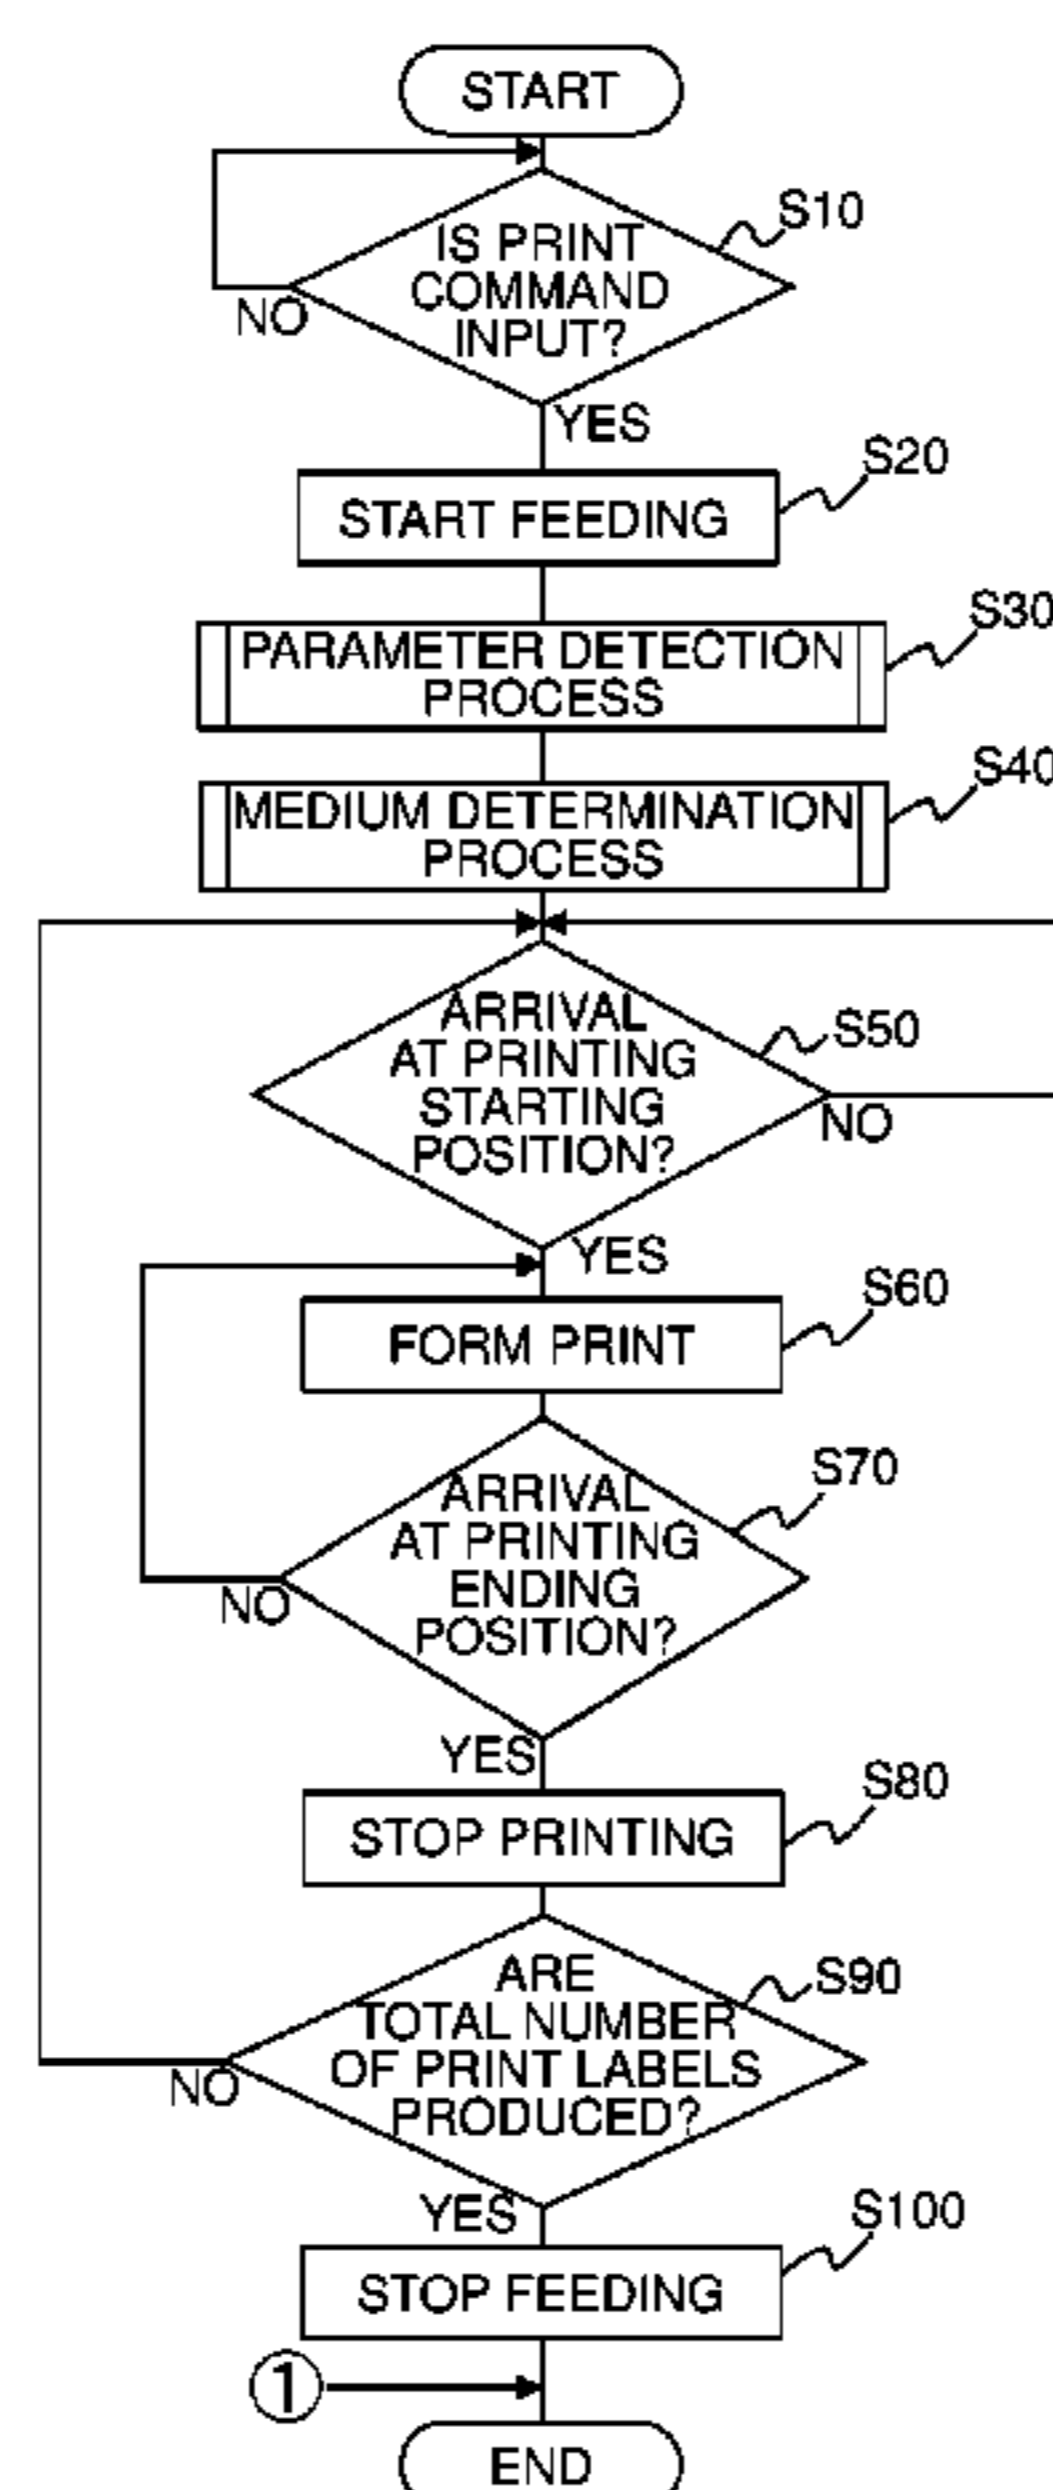 START
S10
IS PRINT
COMMAND
INPUT?
NO
YES
S20
START FEEDING
S30
PARAMETER DETECTION
PROCESS
S40
MEDIUM DETERMINATION
PROCESS
ARRIVAL
AT PRINTING
STARTING
POSITION?
S50
NO
YES
S60
FORM PRINT
S70
ARRIVAL
AT PRINTING
ENDING
POSITION?
NO
YES
S80
STOP PRINTING
S90
ARE
TOTAL NUMBER
OF PRINT LABELS
PRODUCED?
NO
YES
S100
STOP FEEDING
1
END